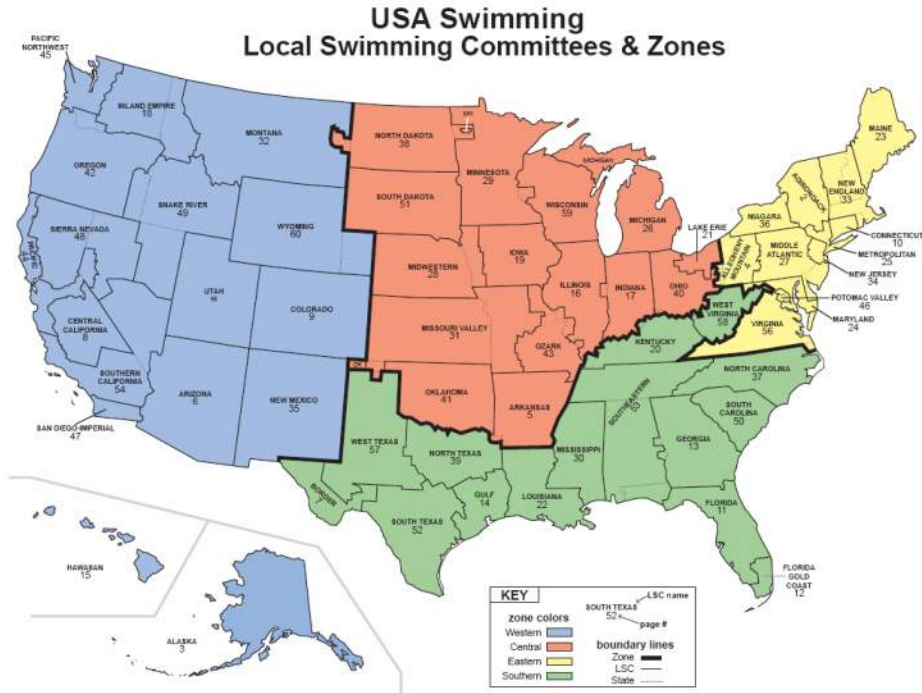 USA Swimming
Local Swimming Committees & Zones
PACIFIC
NORTHWEST
45
INLAND EMPIRE
18
MONTANA
32
OREGON
42
SNAKE RIVER
49
WYOMING
60
SIERRA NEVADA
48
UTAH
COLORADO
9
CENTRAL
CALIFORNIA
8
SOUTHERN
CALIFORNIA
54
SAN DIEGO-IMPERIAL
47
ARIZONA
6
NEW MEXICO
35
NORTH DAKOTA
38
MINNESOTA
29
SOUTH DAKOTA
51
WISCONSIN
59
MICHIGAN
MICHIGAN
26
LAKE ERIE
21
MIDWESTERN
28
IOWA
19
ILLINOIS
16
INDIANA
17
OHIO
40
MISSOURI VALLEY
31
OZARK
43
OKLAHOMA
41
ARKANSAS
5
MAINE
23
ADIRONDACK
2
NEW
ENGLAND
33
NIAGARA
36
CONNECTICUT
10
METROPOLITAN
25
ALLEGHENY
MOUNTAIN
4
MIDDLE
ATLANTIC
27
NEW JERSEY
34
POTOMAC VALLEY
46
MARYLAND
24
VIRGINIA
56
WEST
VIRGINIA
58
KENTUCKY
20
NORTH CAROLINA
37
SOUTHEASTERN
53
SOUTH
CAROLINA
50
GEORGIA
13
MISSISSIPPI
30
WEST TEXAS
57
NORTH TEXAS
39
BORDER
SOUTH TEXAS
52
GULF
14
LOUISIANA
22
FLORIDA
11
FLORIDA
GOLD
COAST
12
HAWAIIAN
15
ALASKA
3
KEY
SOUTH TEXAS
52
LSC name
page #
zone colors
Western
Central
Eastern
Southern
boundary lines
Zone
LSC
State